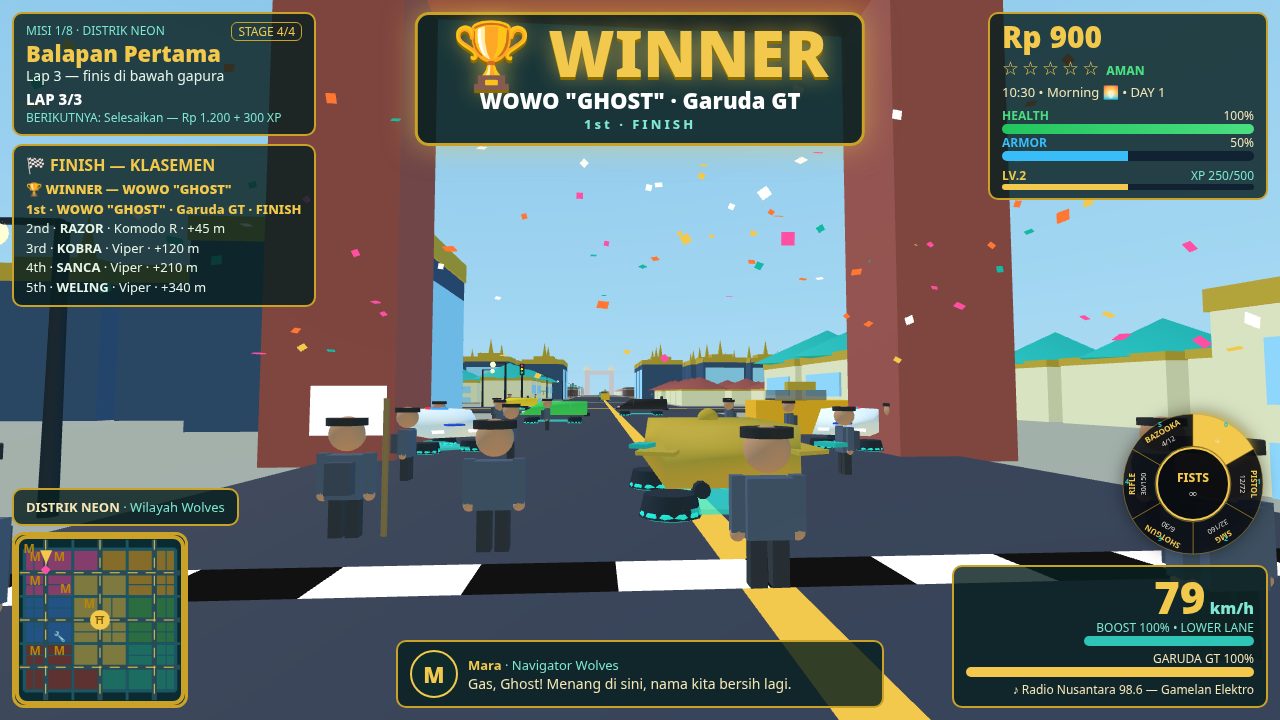 MISI 1/8 · DISTRIK NEON
STAGE 4/4
Balapan Pertama
Lap 3 — finis di bawah gapura
LAP 3/3
BERIKUTNYA: Selesaikan — Rp 1.200 + 300 XP
🏁 FINISH — KLASEMEN
🏆 WINNER — WOWO "GHOST"
1st · WOWO "GHOST" · Garuda GT · FINISH
2nd · RAZOR · Komodo R · +45 m
3rd · KOBRA · Viper · +120 m
4th · SANCA · Viper · +210 m
5th · WELING · Viper · +340 m
🏆 WINNER
WOWO "GHOST" · Garuda GT
1st · FINISH
Rp 900
☆☆☆☆☆ AMAN
10:30 • Morning 🌅 • DAY 1
HEALTH 100%
ARMOR 50%
LV.2 XP 250/500
DISTRIK NEON · Wilayah Wolves
M
M
M
M
M
M
M
M
M
Mara · Navigator Wolves
Gas, Ghost! Menang di sini, nama kita bersih lagi.
BAZOOKA
4/12
PISTOL
12/72
SMG
32/160
SHOTGUN
6/30
RIFLE
30/150
FISTS
∞
79 km/h
BOOST 100% • LOWER LANE
GARUDA GT 100%
♪ Radio Nusantara 98.6 — Gamelan Elektro